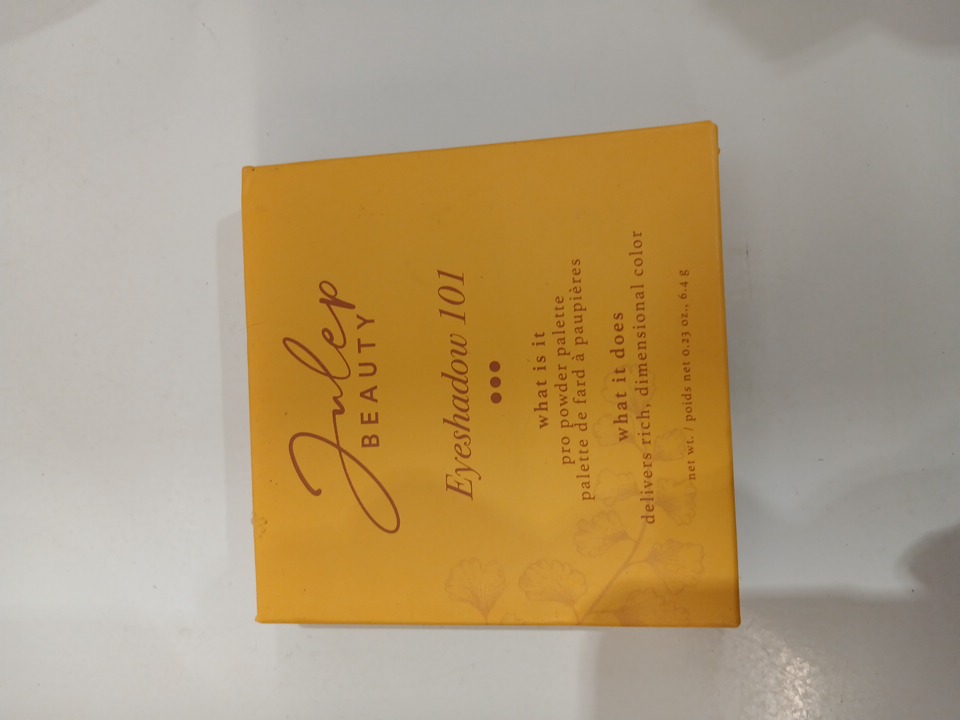 Julep
BEAUTY
Eyeshadow 101
what is it
pro powder palette
palette de fard à paupières
what it does
delivers rich, dimensional color
net wt. / poids net 0.23 oz., 6.4 g